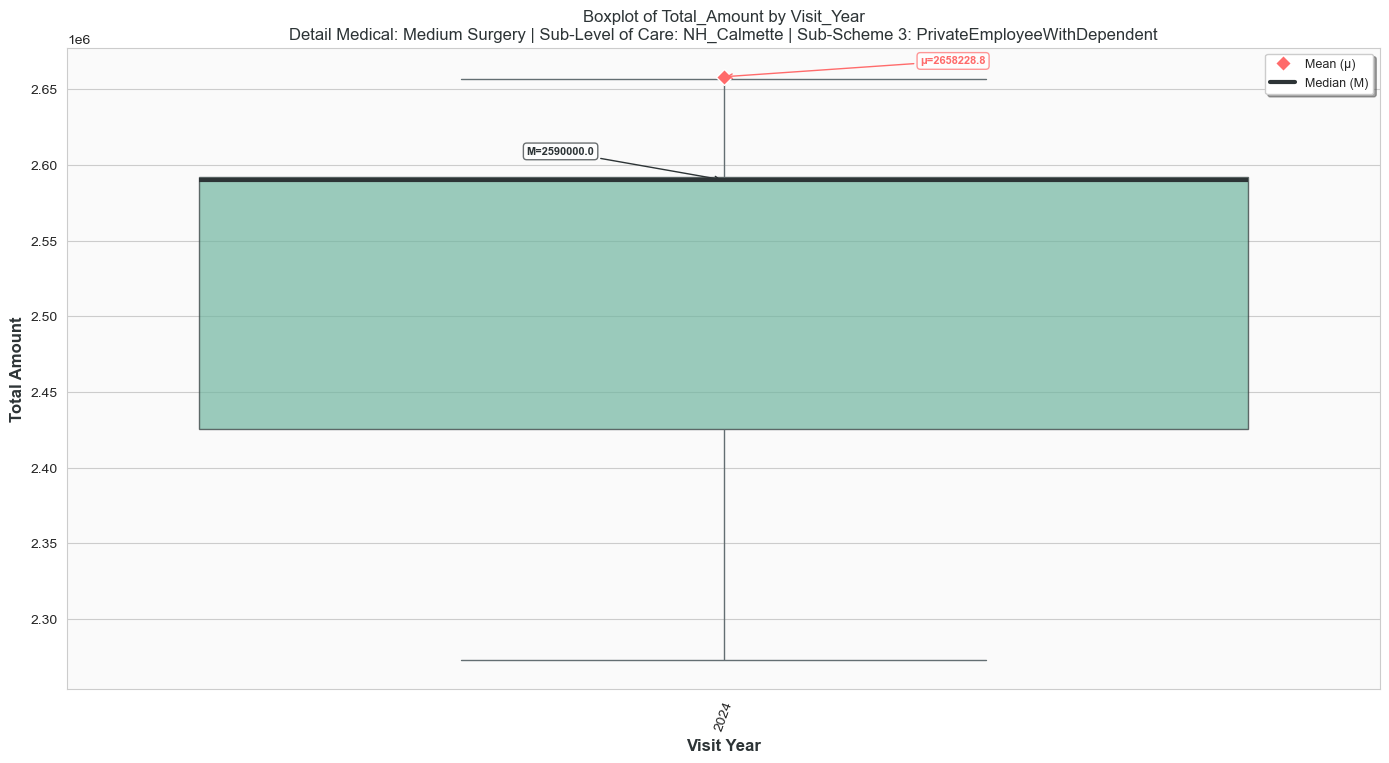 Boxplot of Total_Amount by Visit_Year
Detail Medical: Medium Surgery | Sub-Level of Care: NH_Calmette | Sub-Scheme 3: PrivateEmployeeWithDependent
1e6
Mean (μ)
Median (M)
μ=2658228.8
M=2590000.0
2.65
2.60
2.55
2.50
2.45
2.40
2.35
2.30
Total Amount
2024
Visit Year